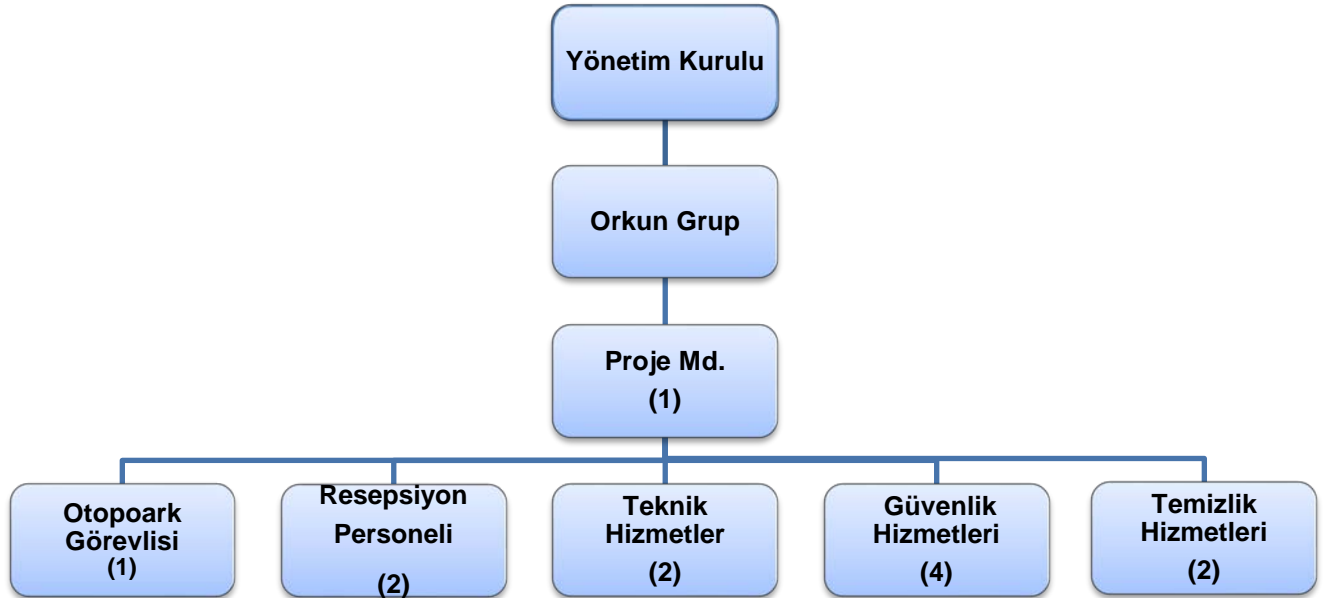 Yönetim Kurulu
Orkun Grup
Proje Md.
(1)
Otopoark
Görevlisi
(1)
Resepsiyon
Personeli
(2)
Teknik
Hizmetler
(2)
Güvenlik
Hizmetleri
(4)
Temizlik
Hizmetleri
(2)